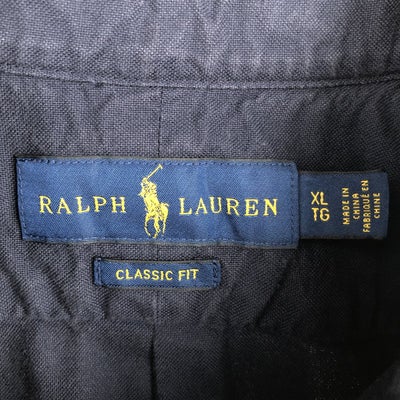 RALPH LAUREN
XL
TG
MADE IN
CHINA
FABRIQUÉ EN
CHINE
CLASSIC FIT